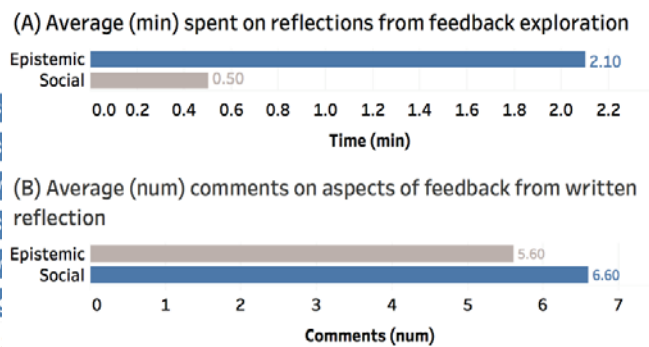 (A) Average (min) spent on reflections from feedback exploration
Epistemic 2.10
Social 0.50
0.0 0.2 0.4 0.6 0.8 1.0 1.2 1.4 1.6 1.8 2.0 2.2
Time (min)
(B) Average (num) comments on aspects of feedback from written
reflection
Epistemic 5.60
Social 6.60
0 1 2 3 4 5 6 7
Comments (num)